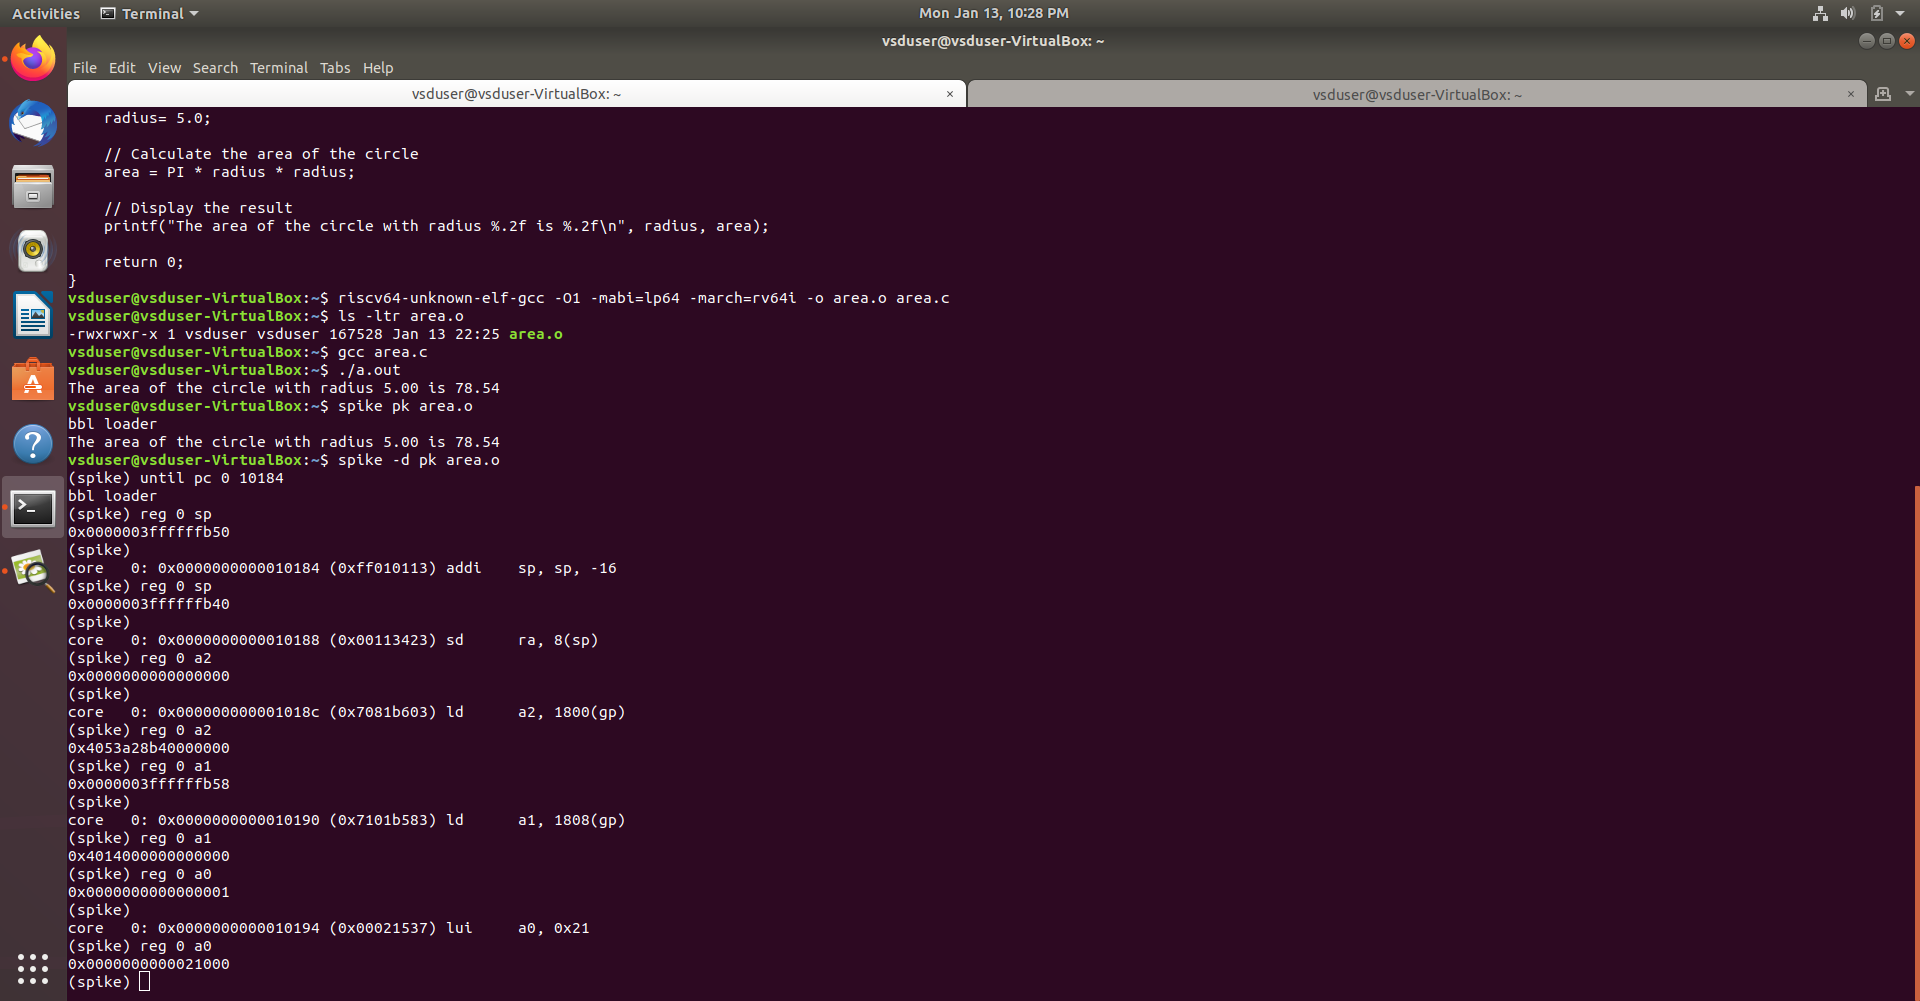 Activities Terminal Mon Jan 13, 10:28 PM
vsduser@vsduser-VirtualBox: ~
File Edit View Search Terminal Tabs Help
vsduser@vsduser-VirtualBox: ~ × vsduser@vsduser-VirtualBox: ~ ×
    radius= 5.0;
    // Calculate the area of the circle
    area = PI * radius * radius;
    // Display the result
    printf("The area of the circle with radius %.2f is %.2f\n", radius, area);
    return 0;
}
vsduser@vsduser-VirtualBox:~$ riscv64-unknown-elf-gcc -O1 -mabi=lp64 -march=rv64i -o area.o area.c
vsduser@vsduser-VirtualBox:~$ ls -ltr area.o
-rwxrwxr-x 1 vsduser vsduser 167528 Jan 13 22:25 area.o
vsduser@vsduser-VirtualBox:~$ gcc area.c
vsduser@vsduser-VirtualBox:~$ ./a.out
The area of the circle with radius 5.00 is 78.54
vsduser@vsduser-VirtualBox:~$ spike pk area.o
bbl loader
The area of the circle with radius 5.00 is 78.54
vsduser@vsduser-VirtualBox:~$ spike -d pk area.o
(spike) until pc 0 10184
bbl loader
(spike) reg 0 sp
0x0000003ffffffb50
(spike)
core   0: 0x0000000000010184 (0xff010113) addi    sp, sp, -16
(spike) reg 0 sp
0x0000003ffffffb40
(spike)
core   0: 0x0000000000010188 (0x00113423) sd      ra, 8(sp)
(spike) reg 0 a2
0x0000000000000000
(spike)
core   0: 0x000000000001018c (0x7081b603) ld      a2, 1800(gp)
(spike) reg 0 a2
0x4053a28b40000000
(spike) reg 0 a1
0x0000003ffffffb58
(spike)
core   0: 0x0000000000010190 (0x7101b583) ld      a1, 1808(gp)
(spike) reg 0 a1
0x4014000000000000
(spike) reg 0 a0
0x0000000000000001
(spike)
core   0: 0x0000000000010194 (0x00021537) lui     a0, 0x21
(spike) reg 0 a0
0x0000000000021000
(spike)